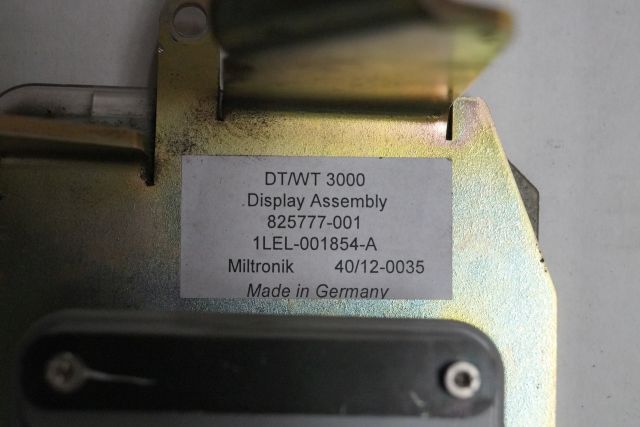 DT/WT 3000
Display Assembly
825777-001
1LEL-001854-A
Miltronik 40/12-0035
Made in Germany